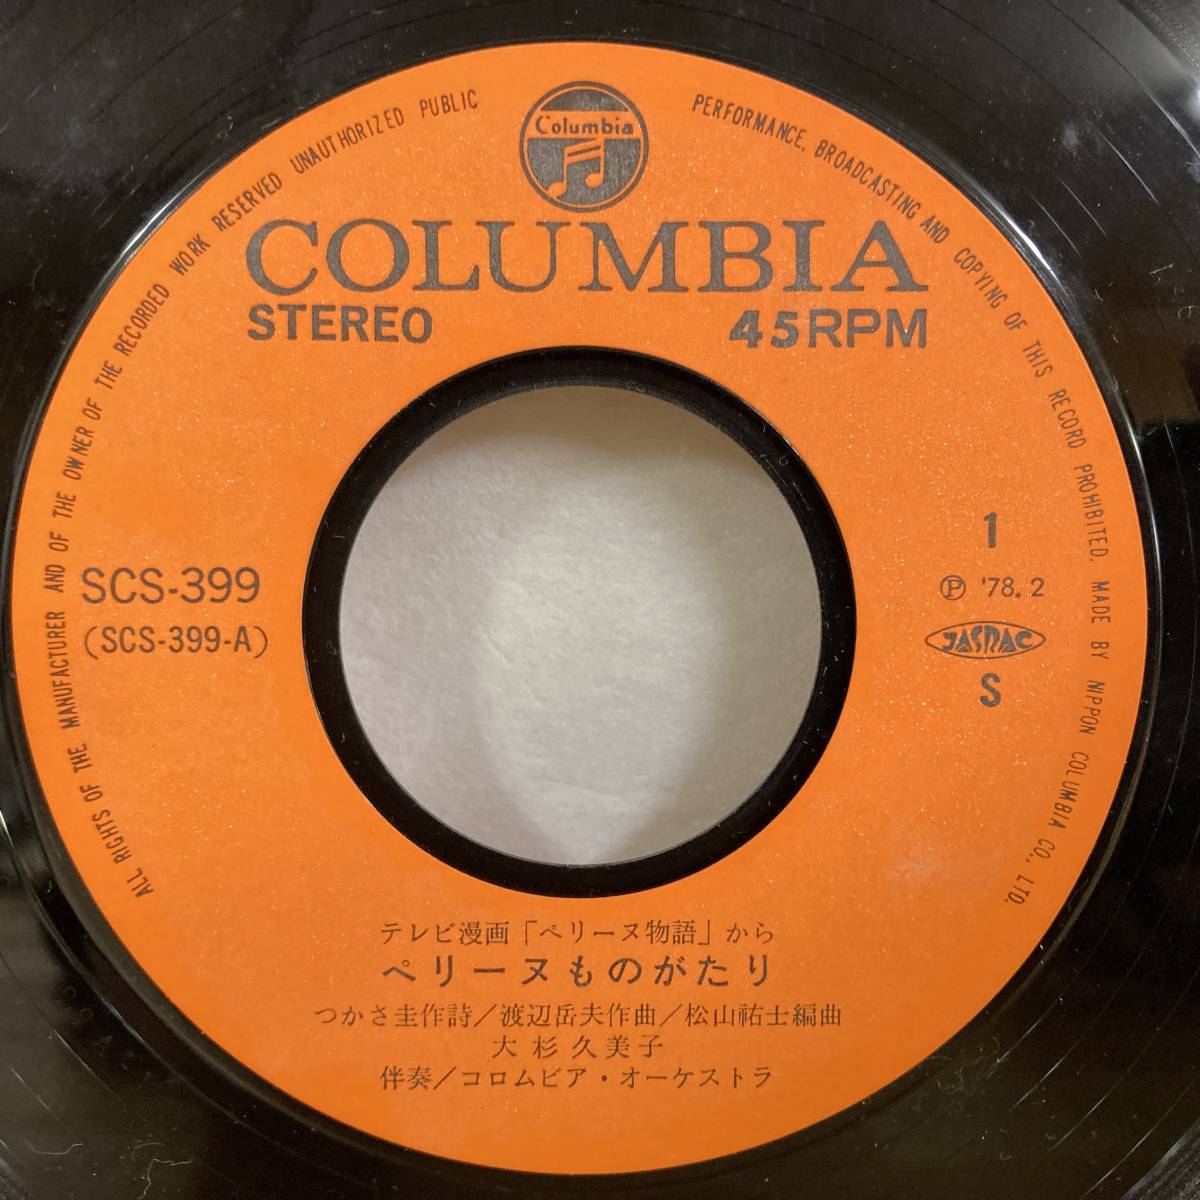 ALL RIGHTS OF THE MANUFACTURER AND OF THE OWNER OF THE RECORDED WORK RESERVED UNAUTHORIZED PUBLIC PERFORMANCE, BROADCASTING AND COPYING OF THIS RECORD PROHIBITED. MADE BY NIPPON COLUMBIA CO., LTD.
Columbia
COLUMBIA
STEREO 45RPM
1
SCS-399
Ⓟ '78.2
(SCS-399-A)
JASRAC
S
テレビ漫画「ペリーヌ物語」から
ペリーヌものがたり
つかさ圭作詩/渡辺岳夫作曲/松山祐士編曲
大杉久美子
伴奏/コロムビア・オーケストラ